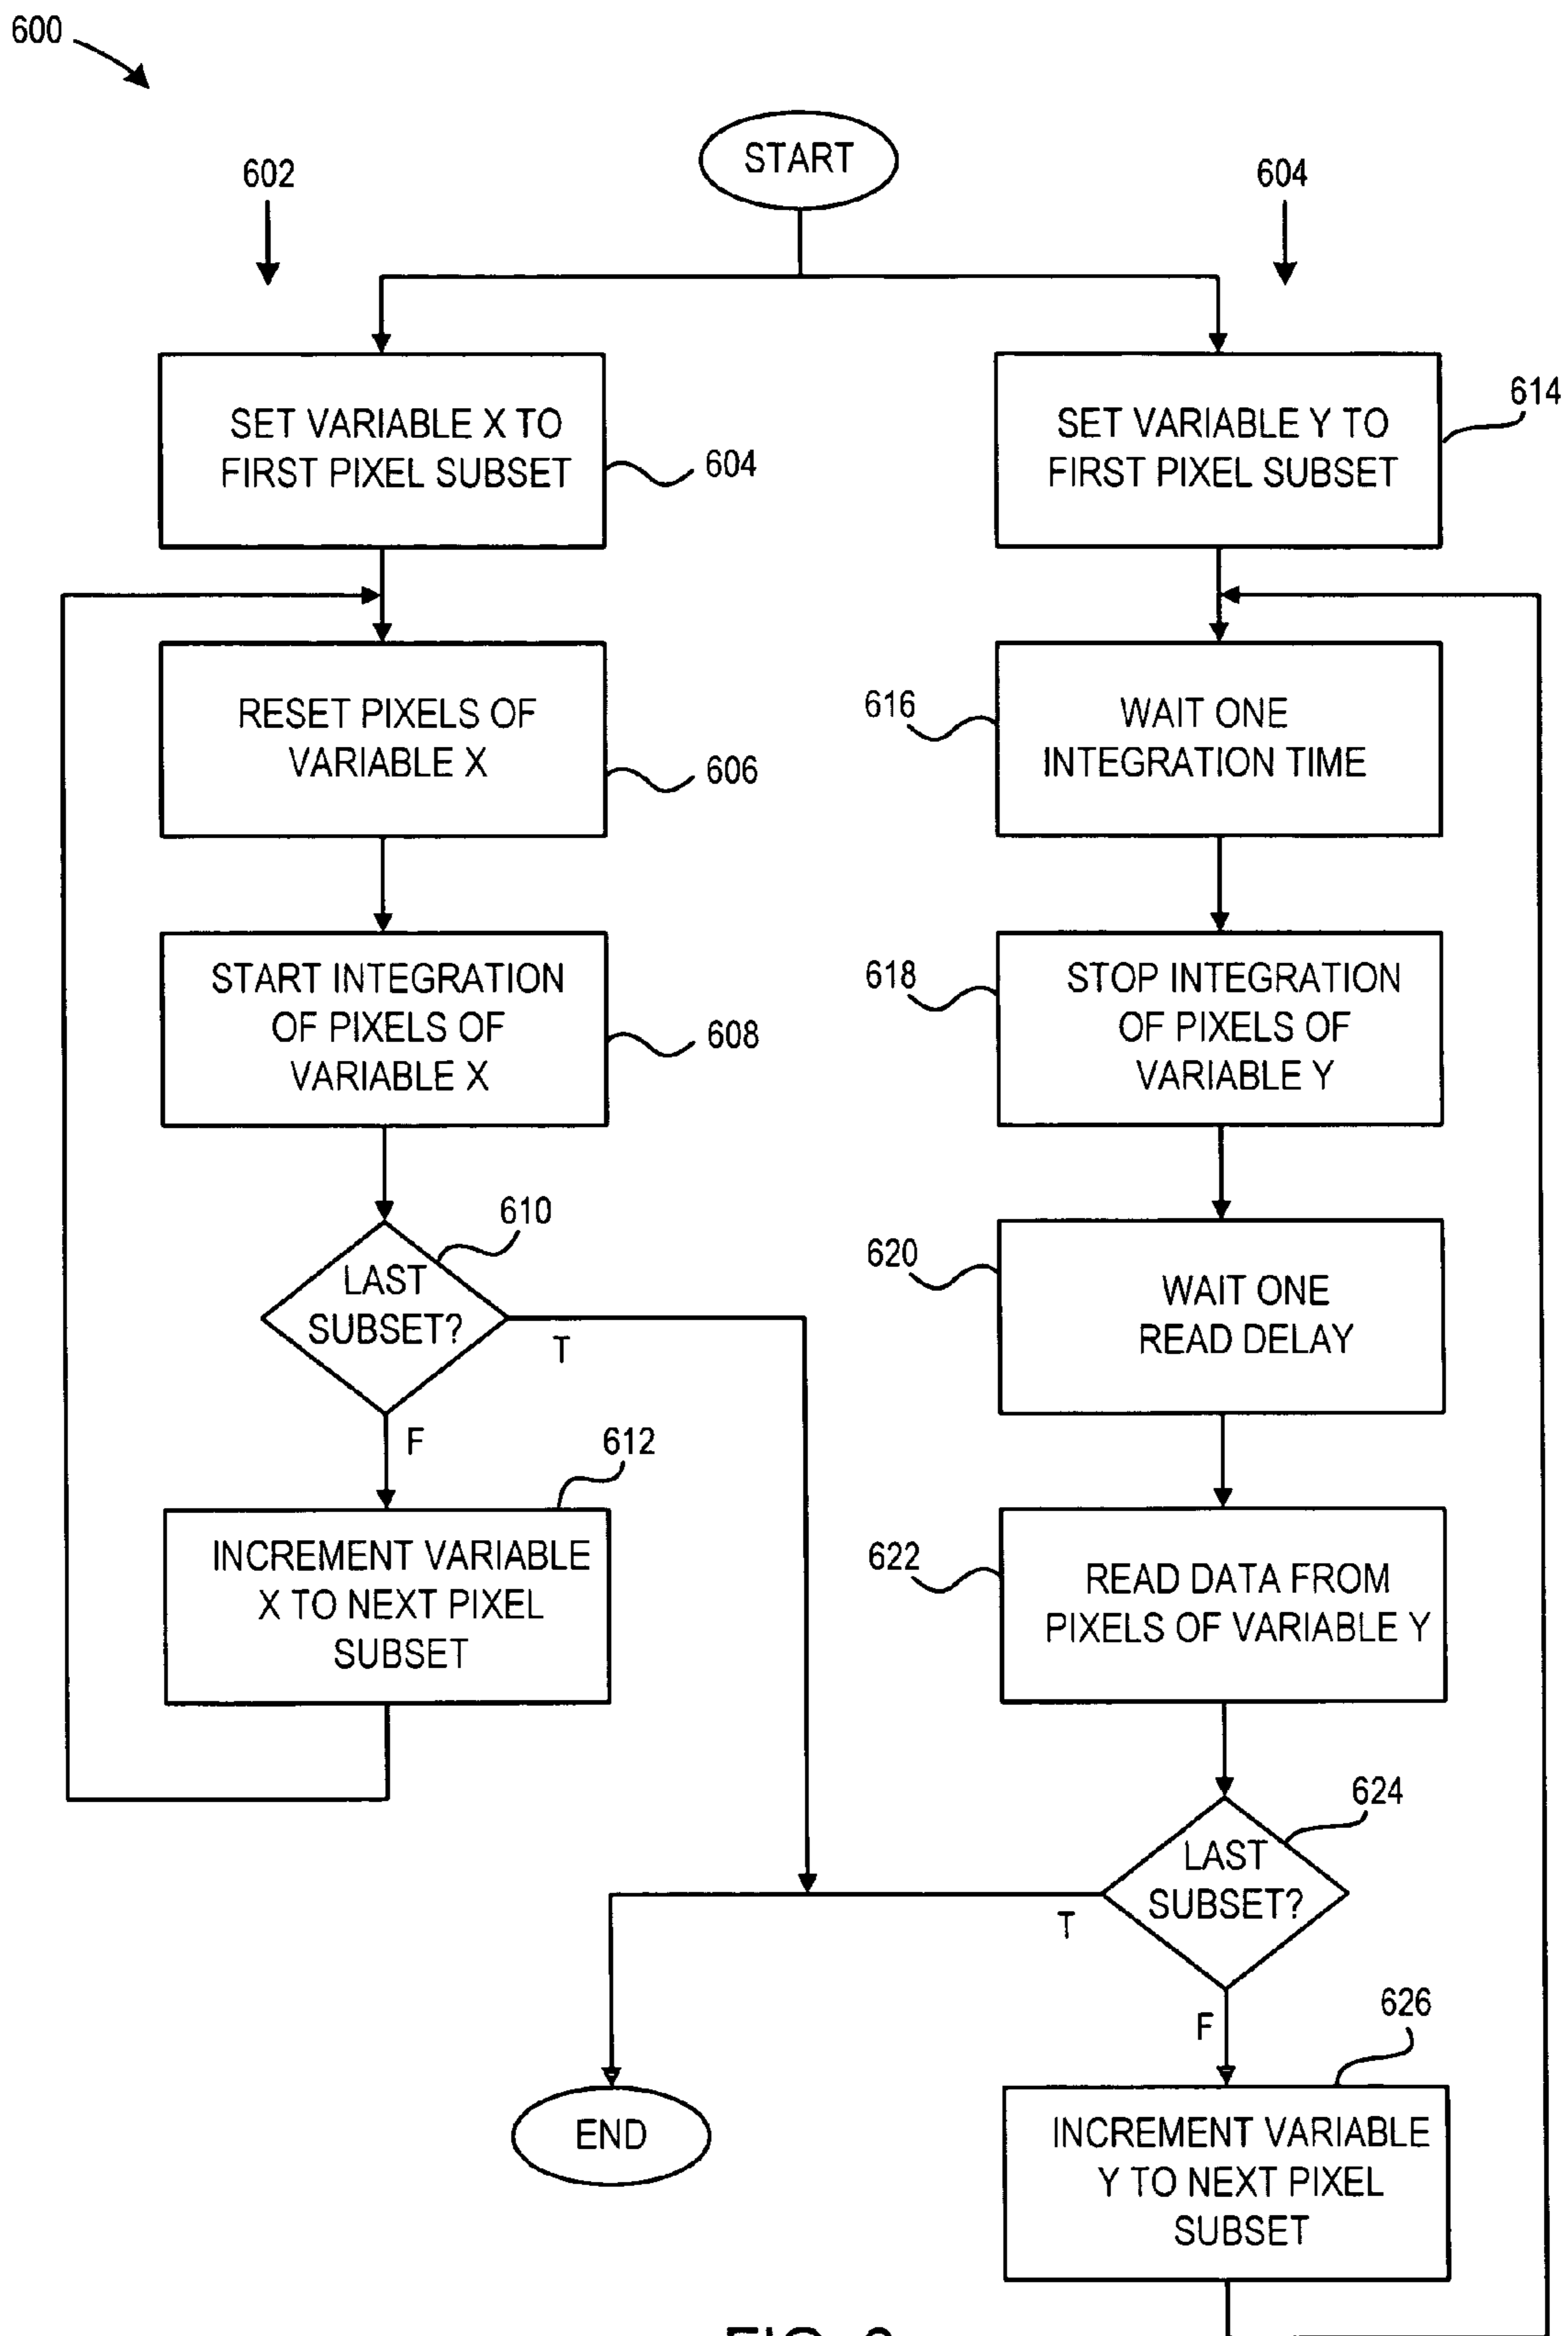 600
START
602
604
SET VARIABLE X TO
FIRST PIXEL SUBSET
604
SET VARIABLE Y TO
FIRST PIXEL SUBSET
614
RESET PIXELS OF
VARIABLE X
606
616
WAIT ONE
INTEGRATION TIME
START INTEGRATION
OF PIXELS OF
VARIABLE X
608
618
STOP INTEGRATION
OF PIXELS OF
VARIABLE Y
610
LAST
SUBSET?
T
F
620
WAIT ONE
READ DELAY
612
INCREMENT VARIABLE
X TO NEXT PIXEL
SUBSET
622
READ DATA FROM
PIXELS OF VARIABLE Y
624
LAST
SUBSET?
T
F
626
END
INCREMENT VARIABLE
Y TO NEXT PIXEL
SUBSET